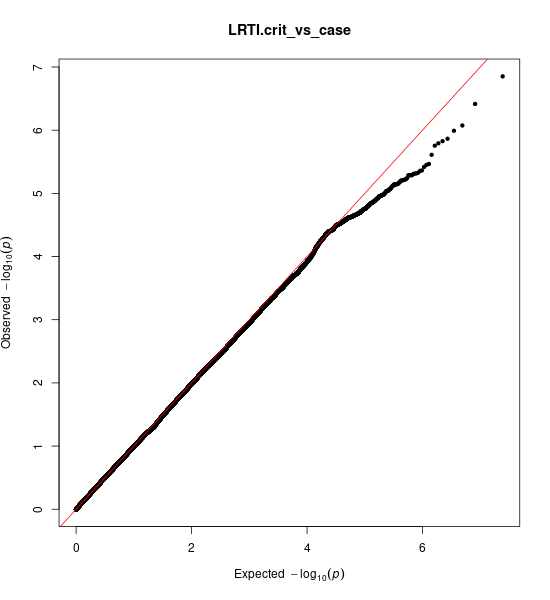 LRTI.crit_vs_case
Observed −log10(p)
7
6
5
4
3
2
1
0
0 2 4 6
Expected −log10(p)